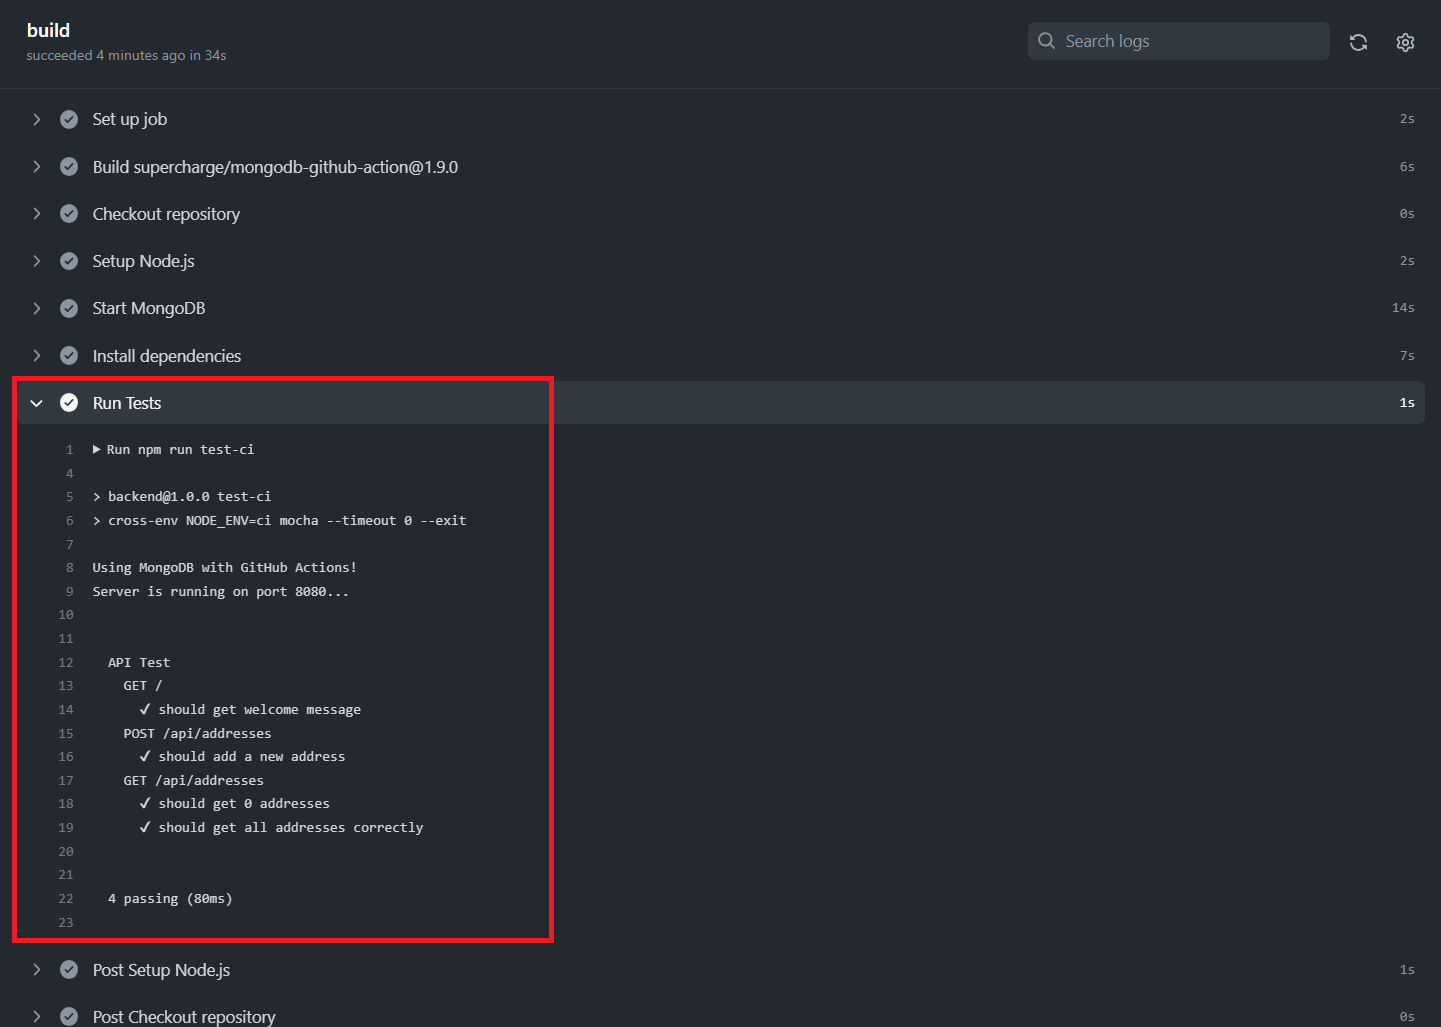 build
succeeded 4 minutes ago in 34s
Search logs
Set up job 2s
Build supercharge/mongodb-github-action@1.9.0 6s
Checkout repository 0s
Setup Node.js 2s
Start MongoDB 14s
Install dependencies 7s
Run Tests 1s
1 ▶ Run npm run test-ci
4
5 > backend@1.0.0 test-ci
6 > cross-env NODE_ENV=ci mocha --timeout 0 --exit
7
8 Using MongoDB with GitHub Actions!
9 Server is running on port 8080...
10
11
12 API Test
13 GET /
14 ✓ should get welcome message
15 POST /api/addresses
16 ✓ should add a new address
17 GET /api/addresses
18 ✓ should get 0 addresses
19 ✓ should get all addresses correctly
20
21
22 4 passing (80ms)
23
Post Setup Node.js 1s
Post Checkout repository 0s